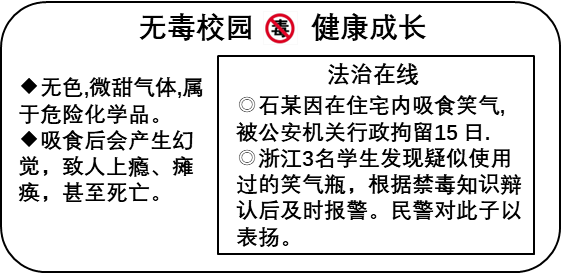 无毒校园 毒 健康成长
◆无色,微甜气体,属
于危险化学品。
◆吸食后会产生幻
觉，致人上瘾、瘫
痪，甚至死亡。
法治在线
◎石某因在住宅内吸食笑气,
被公安机关行政拘留15 日.
◎浙江3名学生发现疑似使用
过的笑气瓶，根据禁毒知识辩
认后及时报警。民警对此子以
表扬。